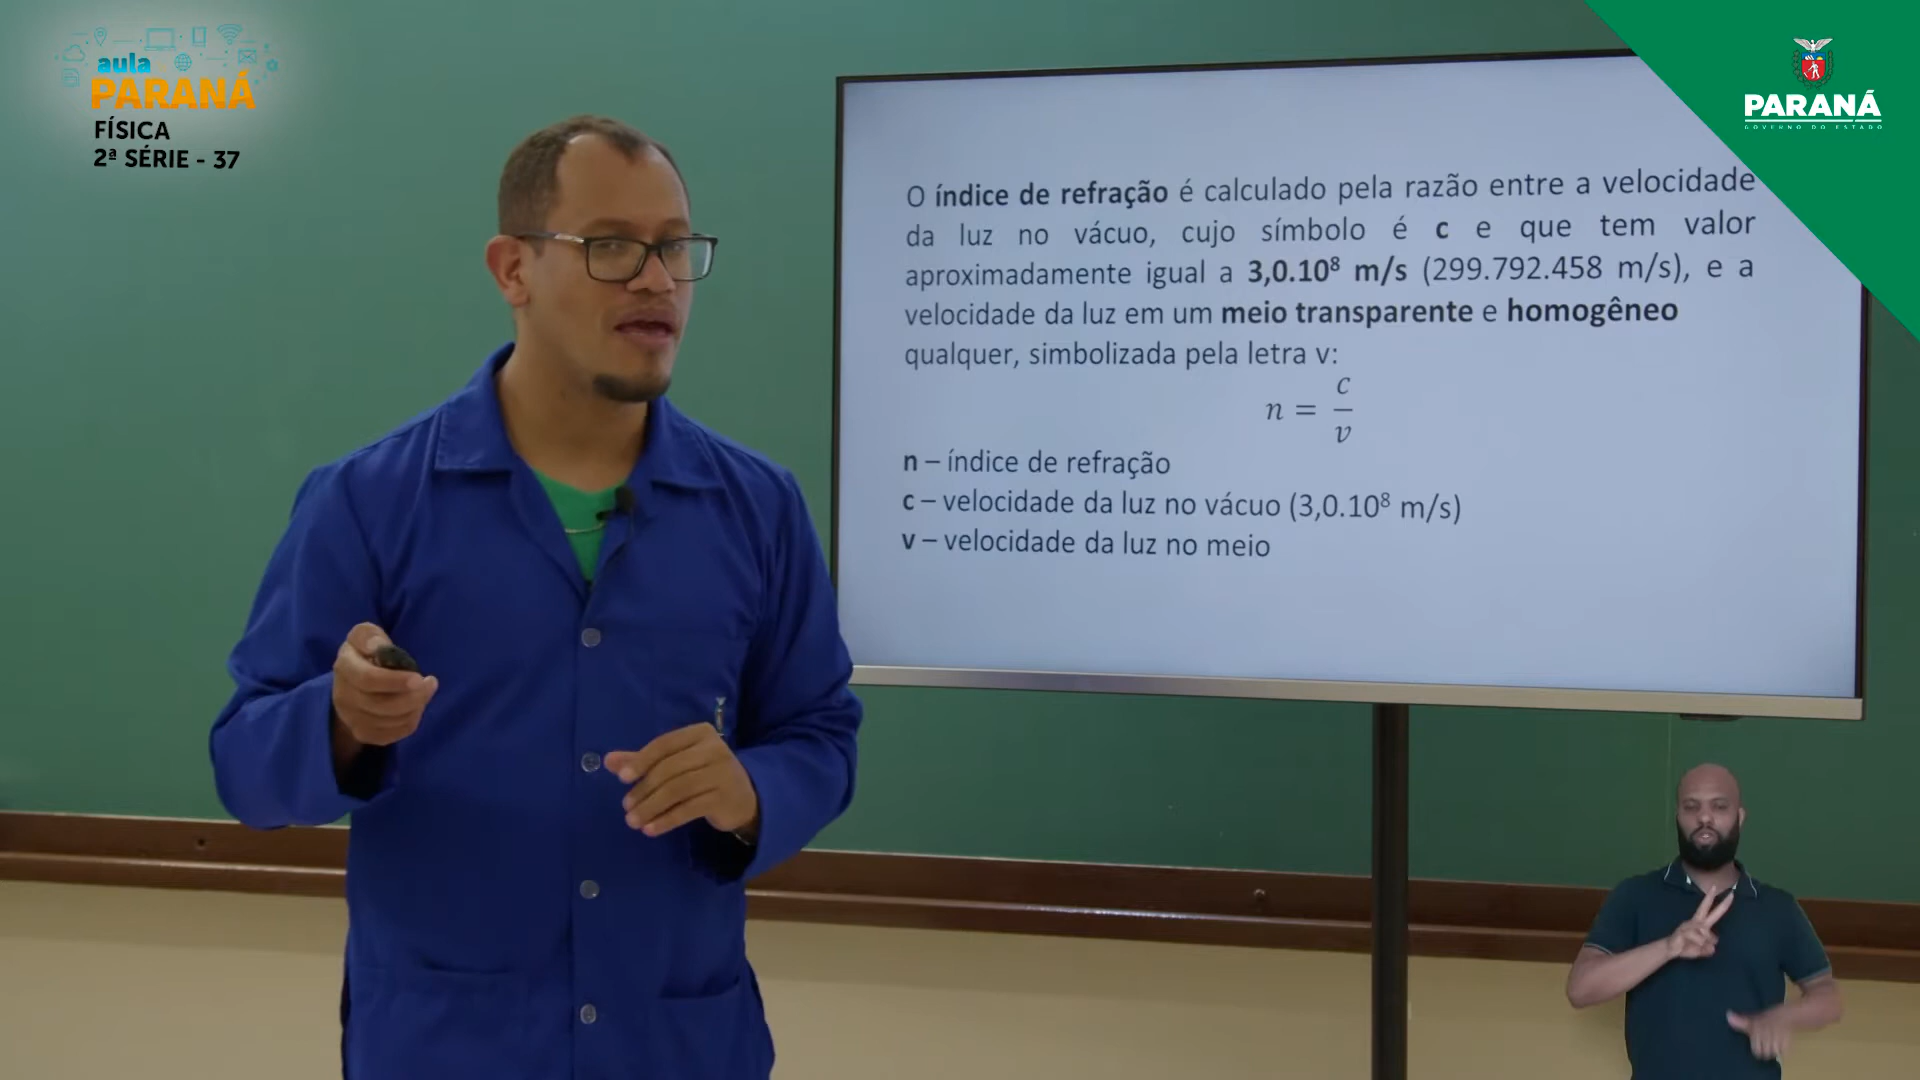 aula
PARANÁ
FÍSICA
2ª SÉRIE - 37
PARANÁ
GOVERNO DO ESTADO
O índice de refração é calculado pela razão entre a velocidade
da luz no vácuo, cujo símbolo é c e que tem valor
aproximadamente igual a 3,0.10⁸ m/s (299.792.458 m/s), e a
velocidade da luz em um meio transparente e homogêneo
qualquer, simbolizada pela letra v:
n = c/v
n – índice de refração
c – velocidade da luz no vácuo (3,0.10⁸ m/s)
v – velocidade da luz no meio